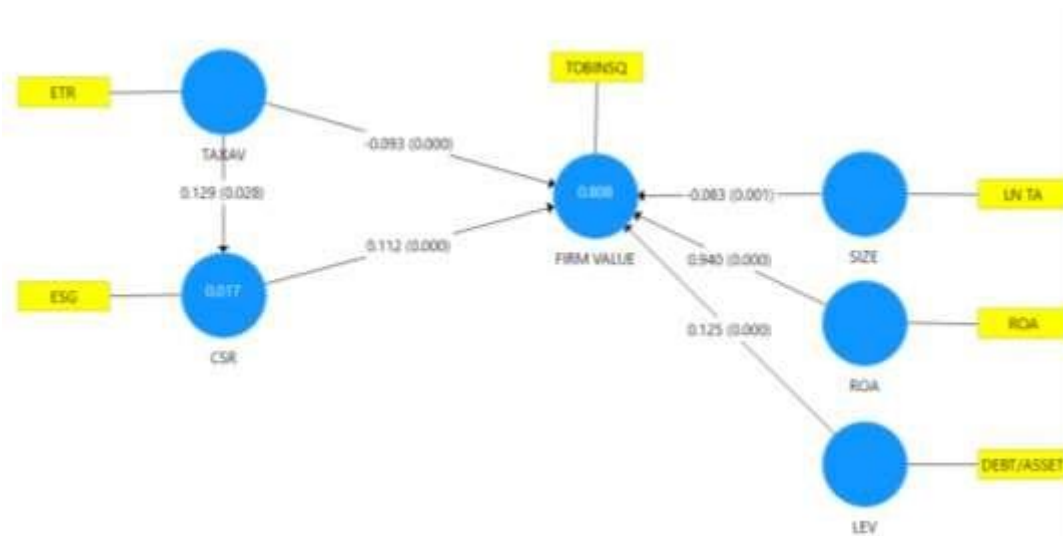 ETR
TAXAV
-0.093 (0.000)
0.129 (0.028)
ESG
0.017
CSR
0.112 (0.000)
TOBINSQ
0.808
FIRM VALUE
-0.083 (0.001)
SIZE
LN TA
0.940 (0.000)
ROA
ROA
0.125 (0.000)
LEV
DEBT/ASSET